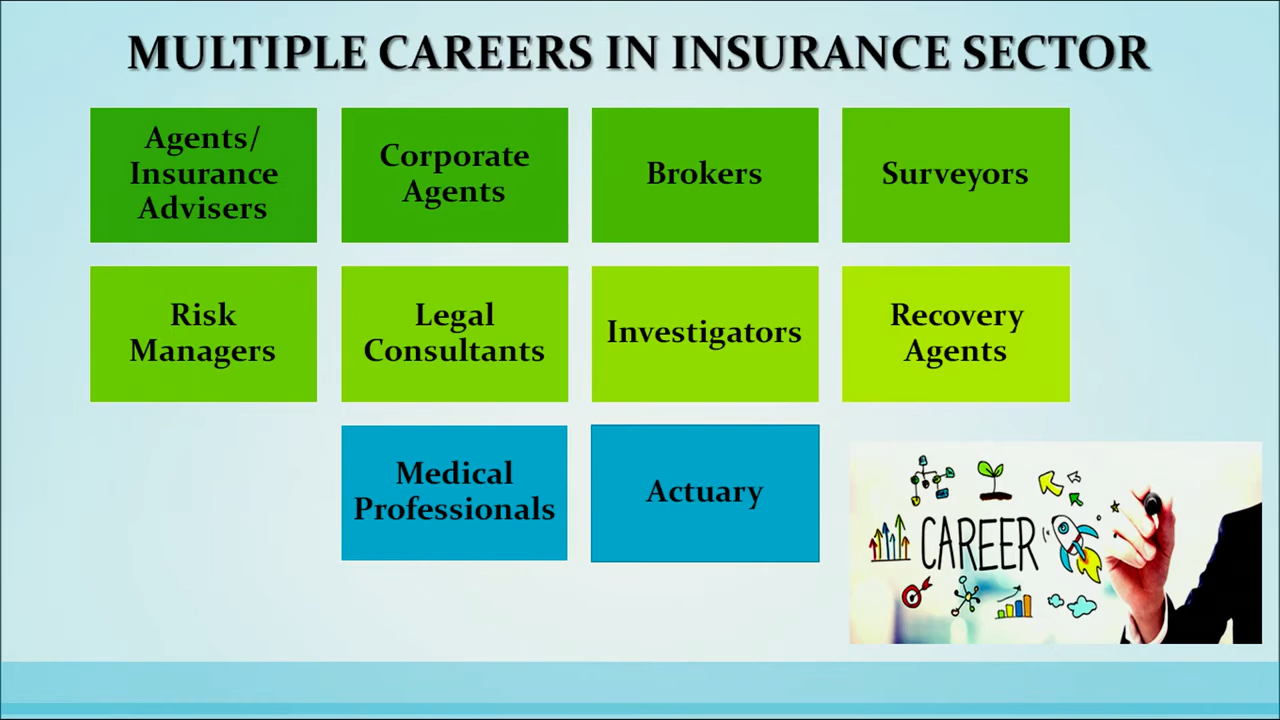 MULTIPLE CAREERS IN INSURANCE SECTOR
Agents/
Insurance
Advisers
Corporate
Agents
Brokers
Surveyors
Risk
Managers
Legal
Consultants
Investigators
Recovery
Agents
Medical
Professionals
Actuary
CAREER